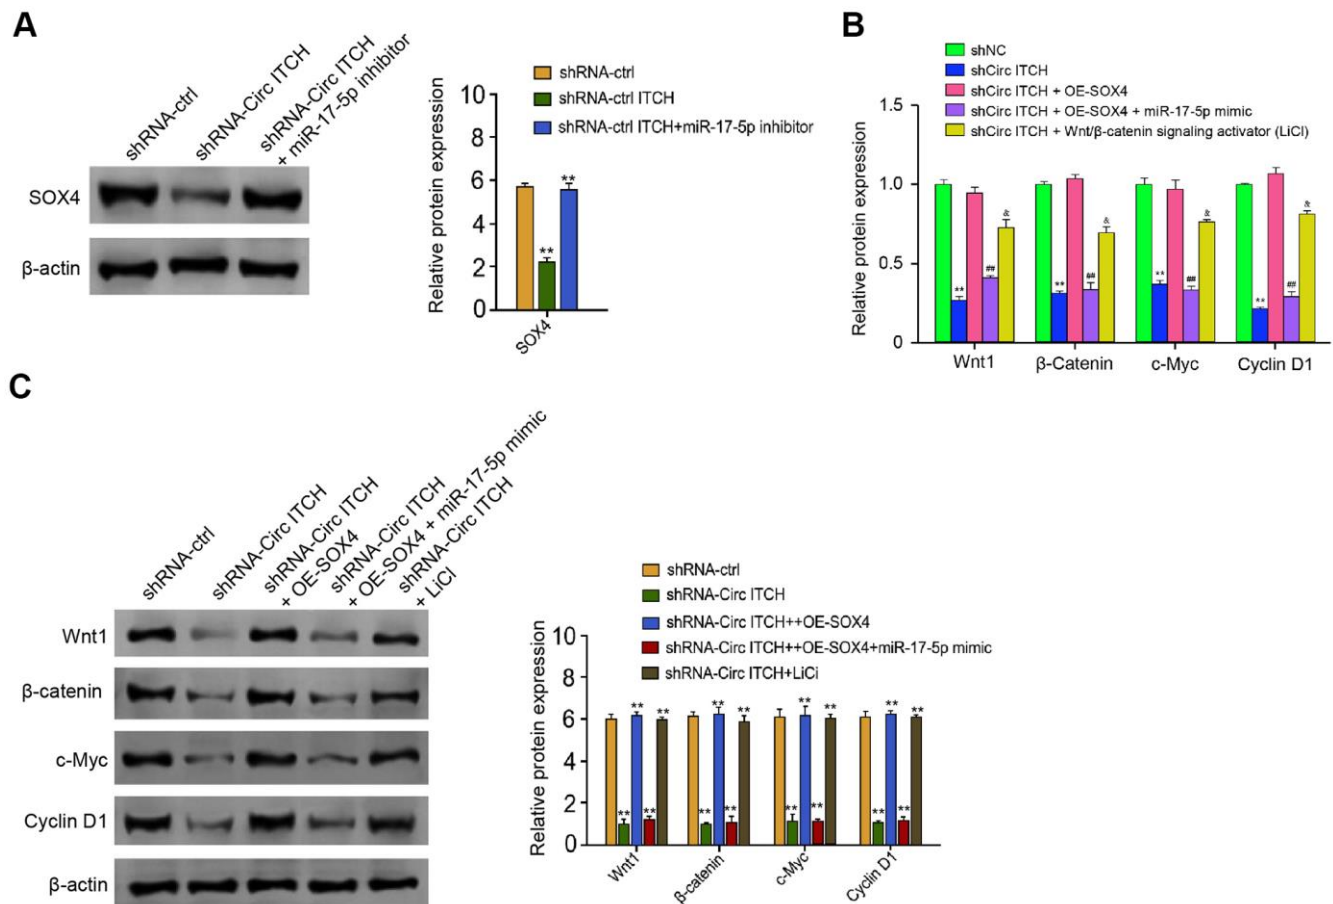 A
shRNA-ctrl
shRNA-Circ ITCH
shRNA-Circ ITCH
+ miR-17-5p inhibitor
SOX4
β-actin
shRNA-ctrl
shRNA-ctrl ITCH
shRNA-ctrl ITCH+miR-17-5p inhibitor
Relative protein expression
10
8
6
4
2
0
**
**
SOX4
B
shNC
shCirc ITCH
shCirc ITCH + OE-SOX4
shCirc ITCH + OE-SOX4 + miR-17-5p mimic
shCirc ITCH + Wnt/β-catenin signaling activator (LiCl)
Relative protein expression
1.5
1.0
0.5
0
** ## &
** ## &
** ## &
** ## &
Wnt1
β-Catenin
c-Myc
Cyclin D1
C
shRNA-ctrl
shRNA-Circ ITCH
shRNA-Circ ITCH
+ OE-SOX4
shRNA-Circ ITCH
+ OE-SOX4 + miR-17-5p mimic
shRNA-Circ ITCH
+ LiCl
Wnt1
β-catenin
c-Myc
Cyclin D1
β-actin
shRNA-ctrl
shRNA-Circ ITCH
shRNA-Circ ITCH++OE-SOX4
shRNA-Circ ITCH++OE-SOX4+miR-17-5p mimic
shRNA-Circ ITCH+LiCi
Relative protein expression
10
8
6
4
2
0
** ** ** **
** ** ** **
** ** ** **
** ** ** **
Wnt1
β-catenin
c-Myc
Cyclin D1